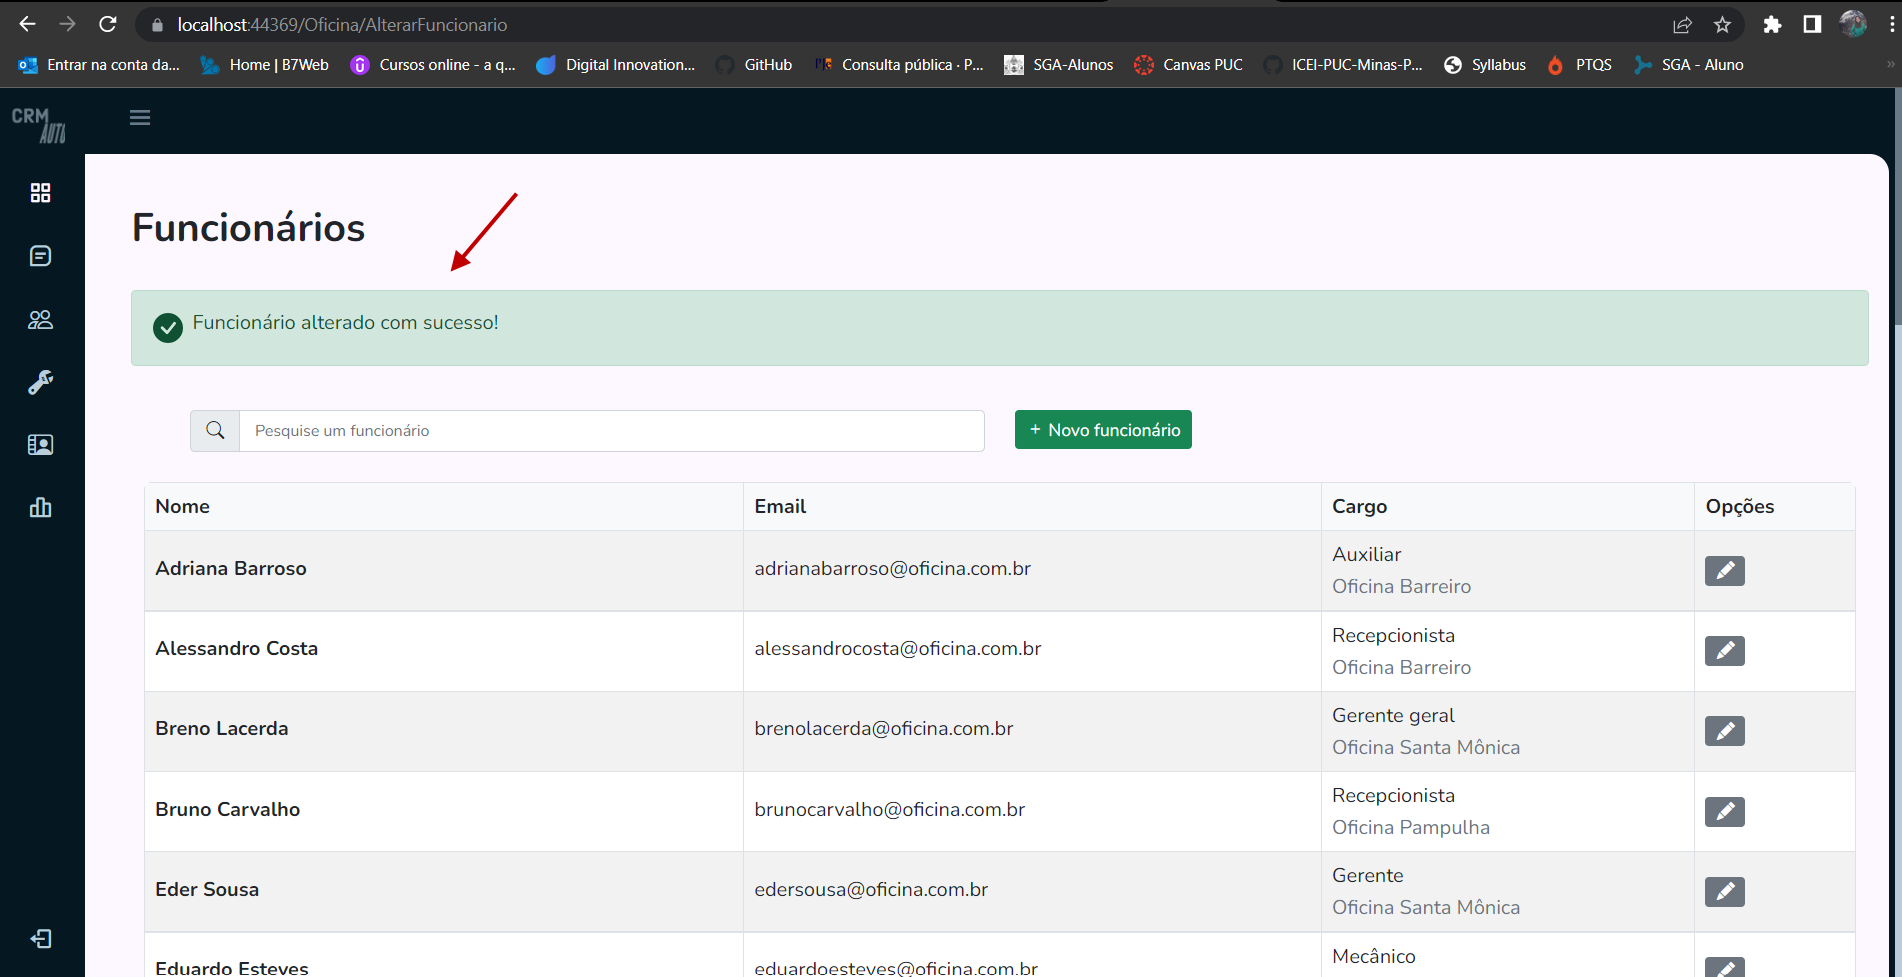 localhost:44369/Oficina/AlterarFuncionario
Entrar na conta da... Home | B7Web Cursos online - a q... Digital Innovation... GitHub Consulta pública · P... SGA-Alunos Canvas PUC ICEI-PUC-Minas-P... Syllabus PTQS SGA - Aluno »
CRM
AUTO
Funcionários
Funcionário alterado com sucesso!
Pesquise um funcionário
+ Novo funcionário
Nome Email Cargo Opções
Adriana Barroso adrianabarroso@oficina.com.br Auxiliar
Oficina Barreiro
Alessandro Costa alessandrocosta@oficina.com.br Recepcionista
Oficina Barreiro
Breno Lacerda brenolacerda@oficina.com.br Gerente geral
Oficina Santa Mônica
Bruno Carvalho brunocarvalho@oficina.com.br Recepcionista
Oficina Pampulha
Eder Sousa edersousa@oficina.com.br Gerente
Oficina Santa Mônica
Eduardo Esteves eduardoesteves@oficina.com.br Mecânico